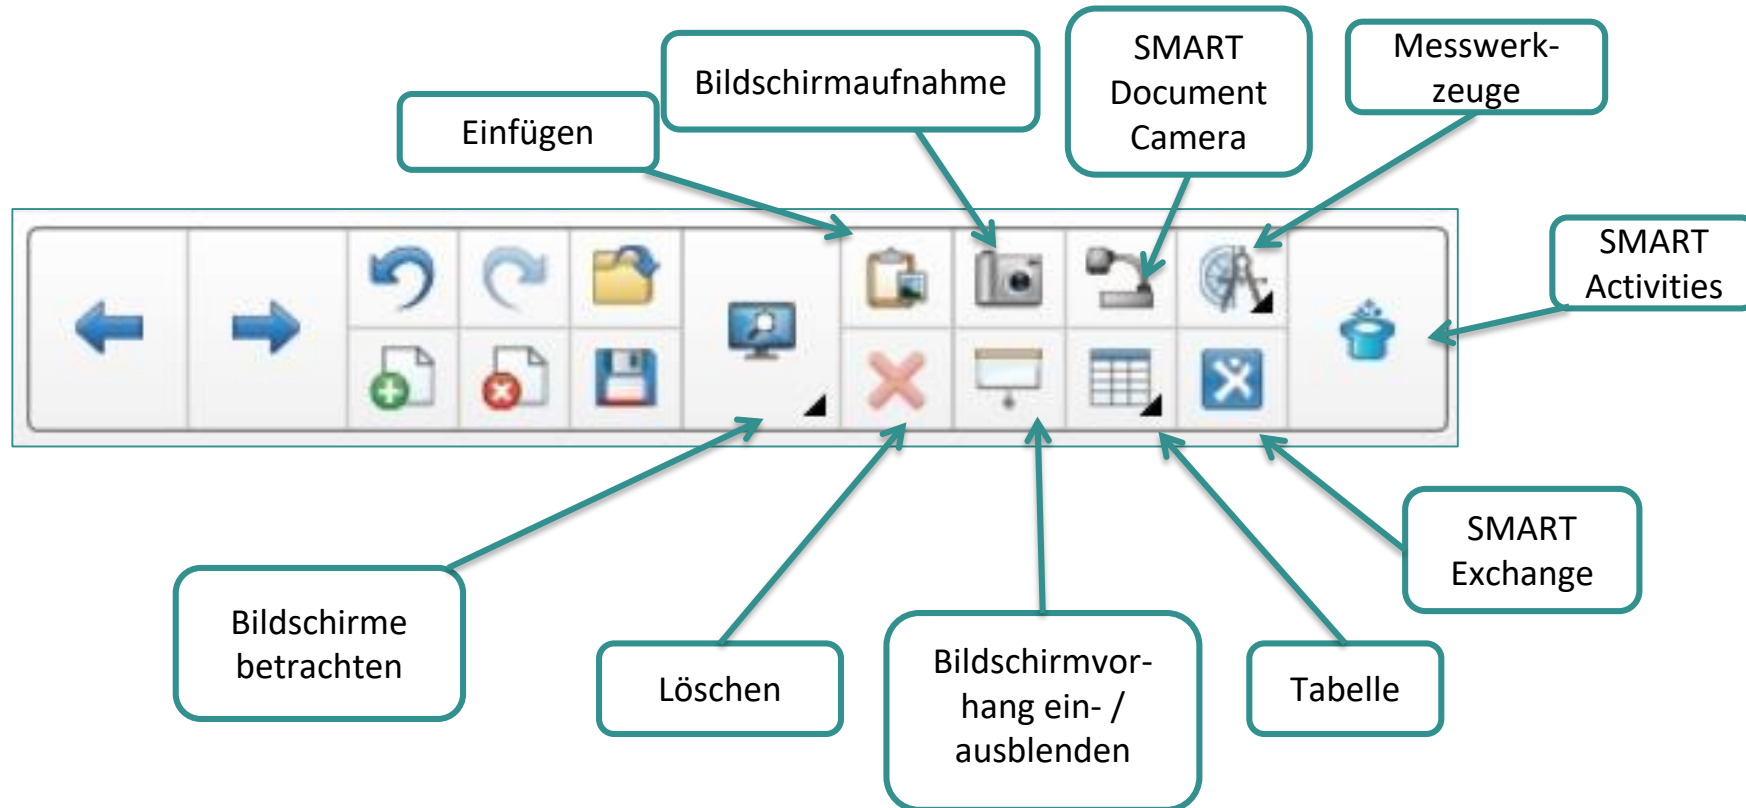 SMART
Document
Camera
Messwerk-
zeuge
Bildschirmaufnahme
Einfügen
SMART
Activities
SMART
Exchange
Bildschirme
betrachten
Löschen
Bildschirmvor-
hang ein- /
ausblenden
Tabelle